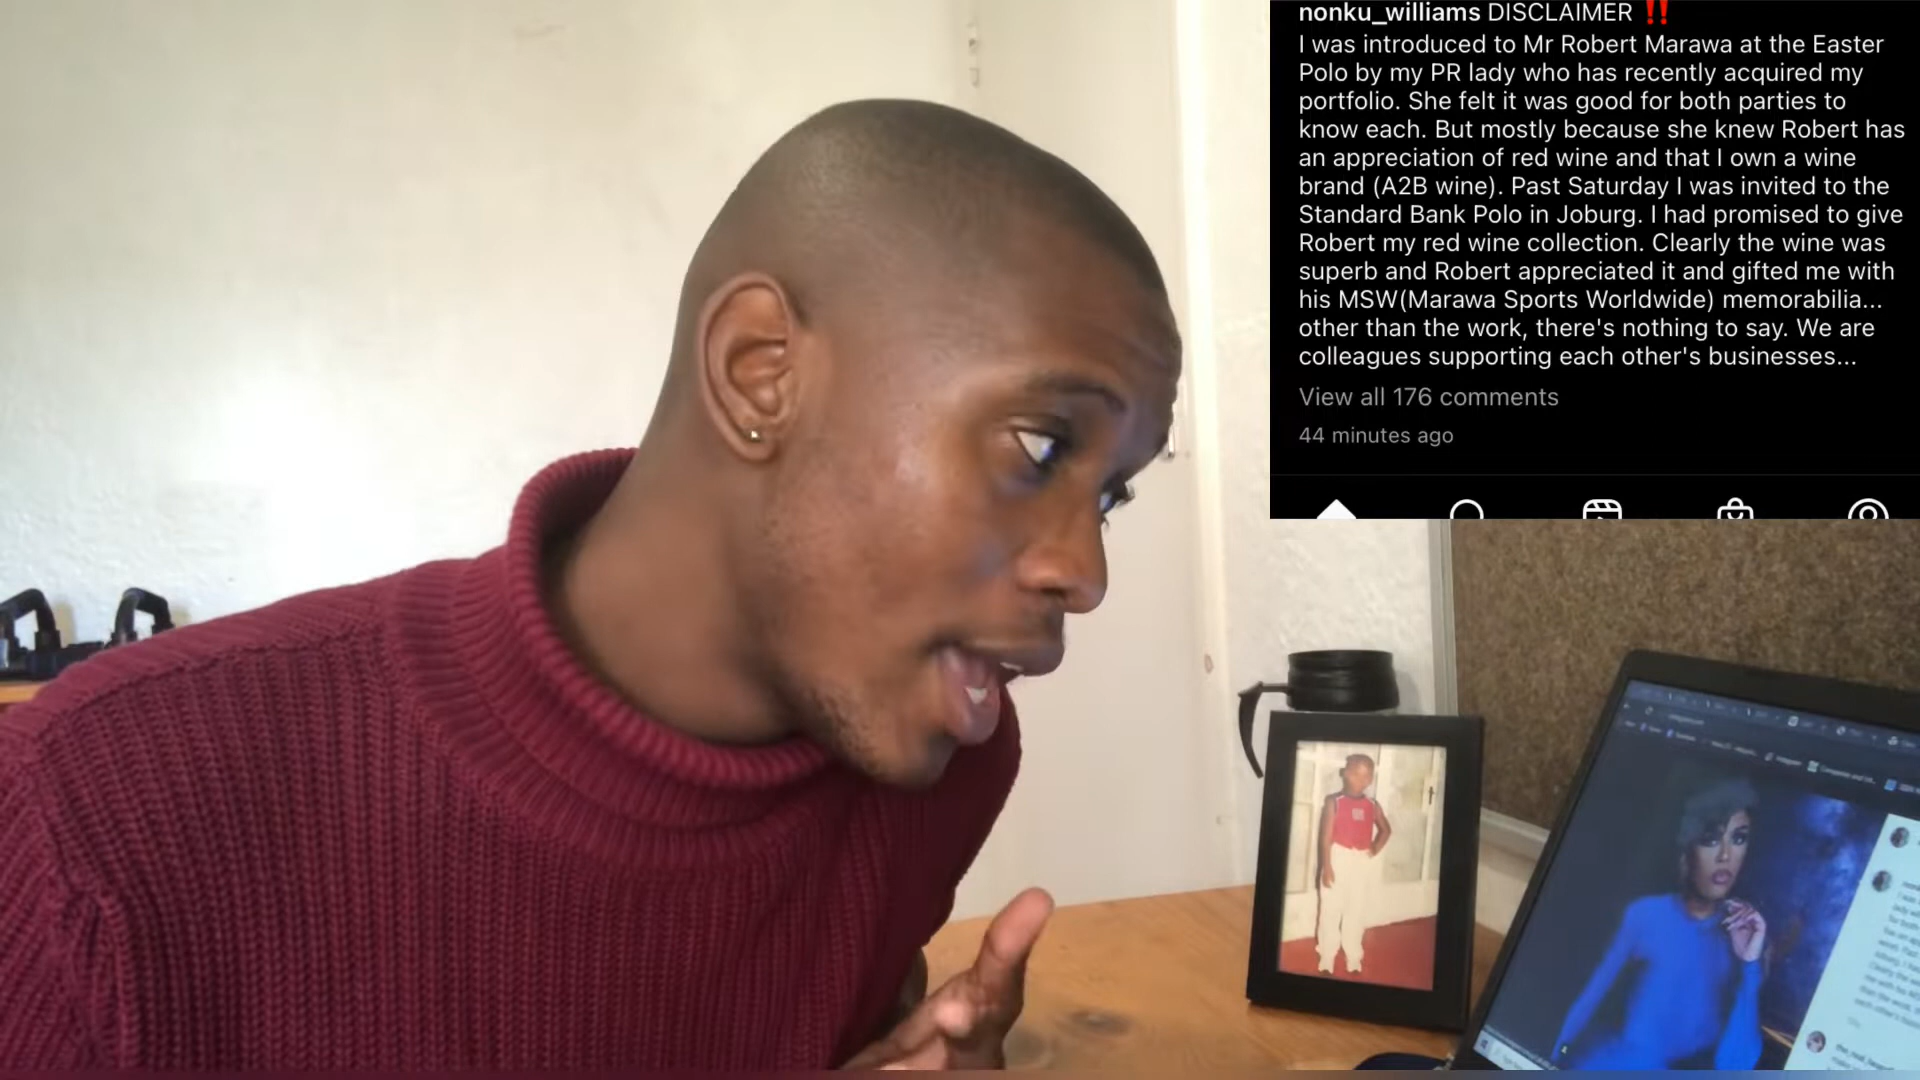 nonku_williams DISCLAIMER ‼️
I was introduced to Mr Robert Marawa at the Easter
Polo by my PR lady who has recently acquired my
portfolio. She felt it was good for both parties to
know each. But mostly because she knew Robert has
an appreciation of red wine and that I own a wine
brand (A2B wine). Past Saturday I was invited to the
Standard Bank Polo in Joburg. I had promised to give
Robert my red wine collection. Clearly the wine was
superb and Robert appreciated it and gifted me with
his MSW(Marawa Sports Worldwide) memorabilia...
other than the work, there's nothing to say. We are
colleagues supporting each other's businesses...
View all 176 comments
44 minutes ago